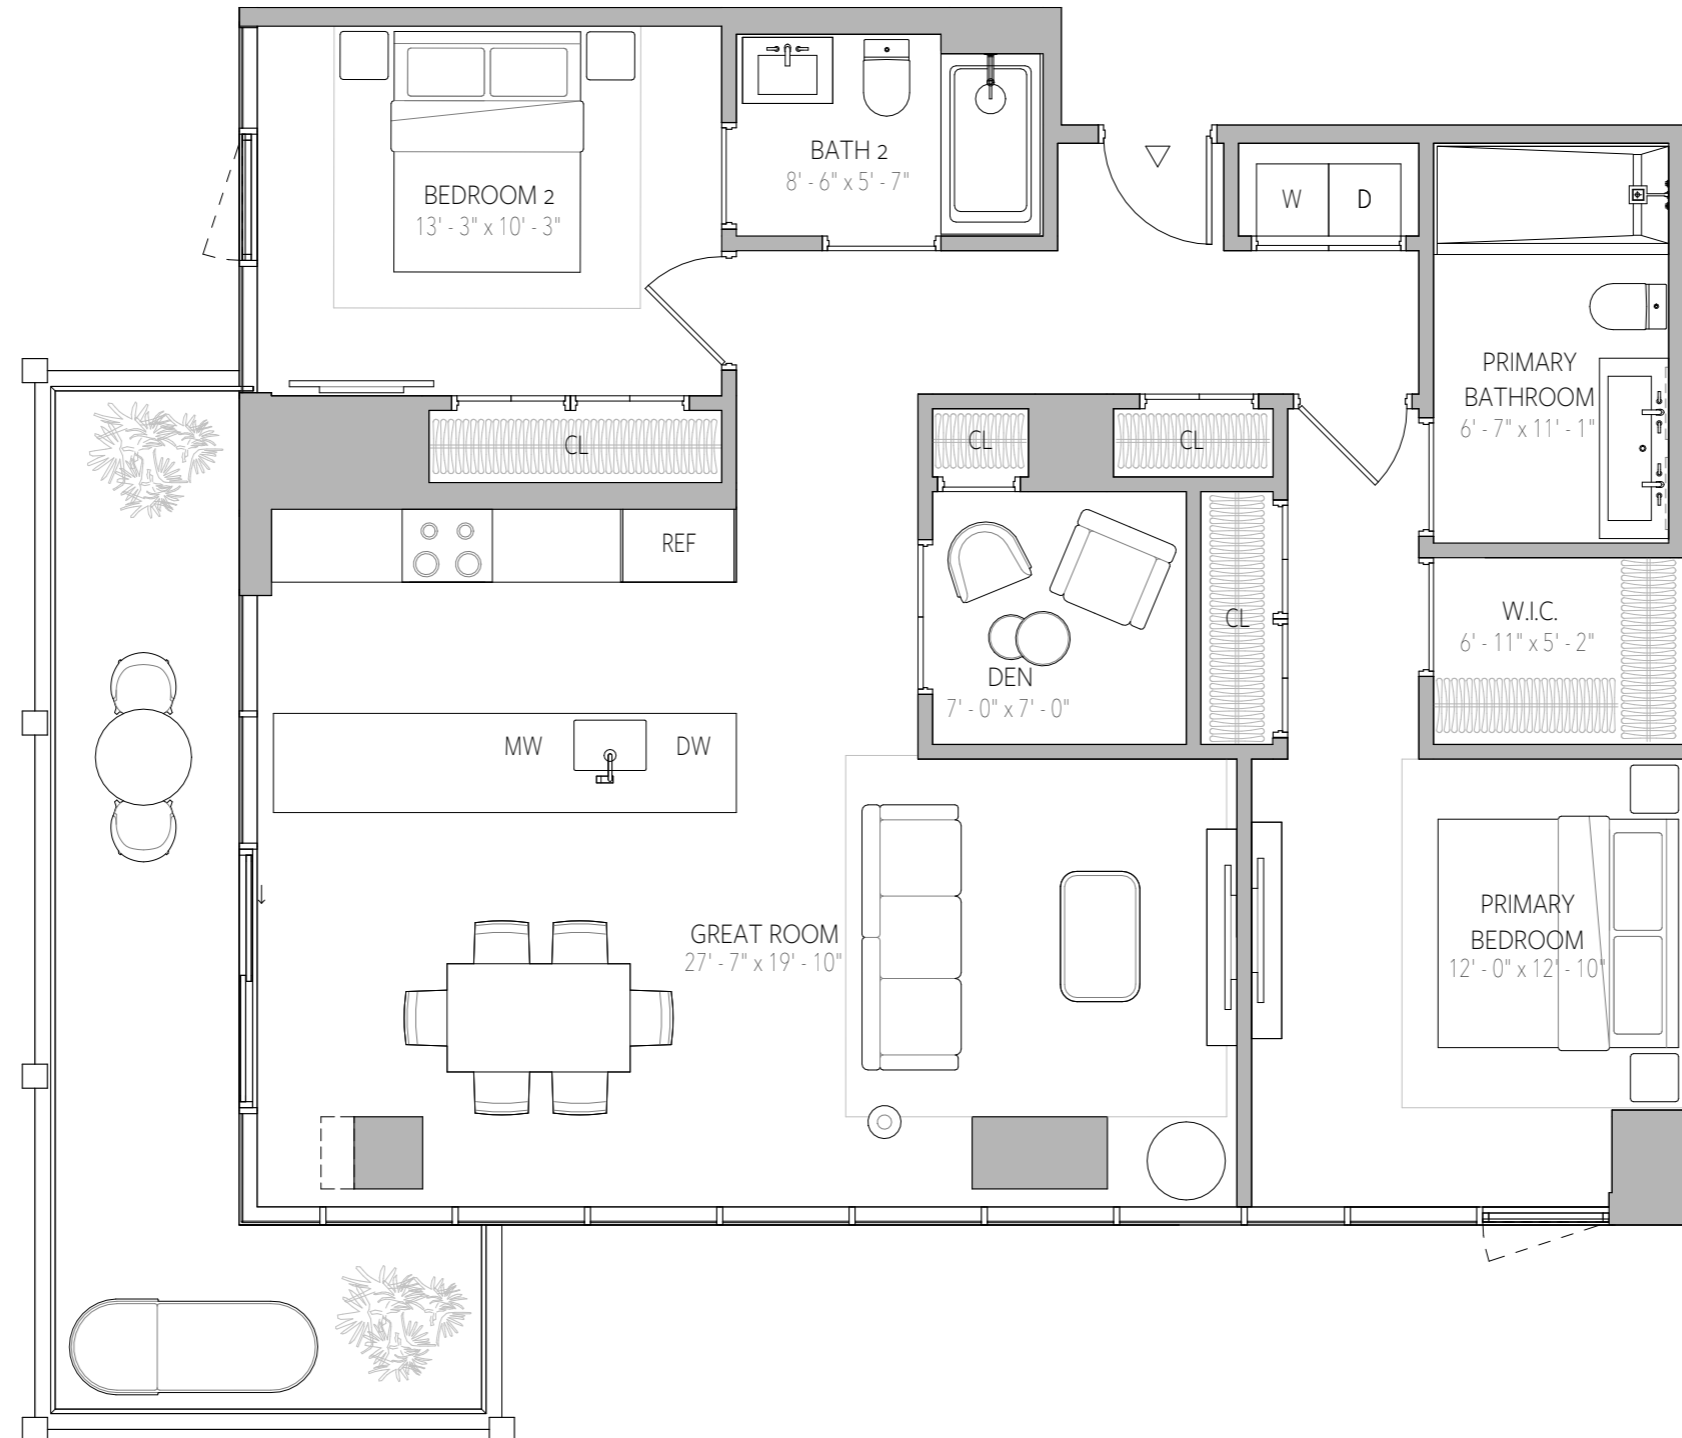 BATH 2
8' - 6" x 5' - 7"
BEDROOM 2
13' - 3" x 10' - 3"
W
D
PRIMARY
BATHROOM
6' - 7" x 11' - 1"
CL
CL
CL
REF
CL
W.I.C.
6' - 11" x 5' - 2"
DEN
7' - 0" x 7' - 0"
MW
DW
GREAT ROOM
27' - 7" x 19' - 10"
PRIMARY
BEDROOM
12' - 0" x 12' - 10"